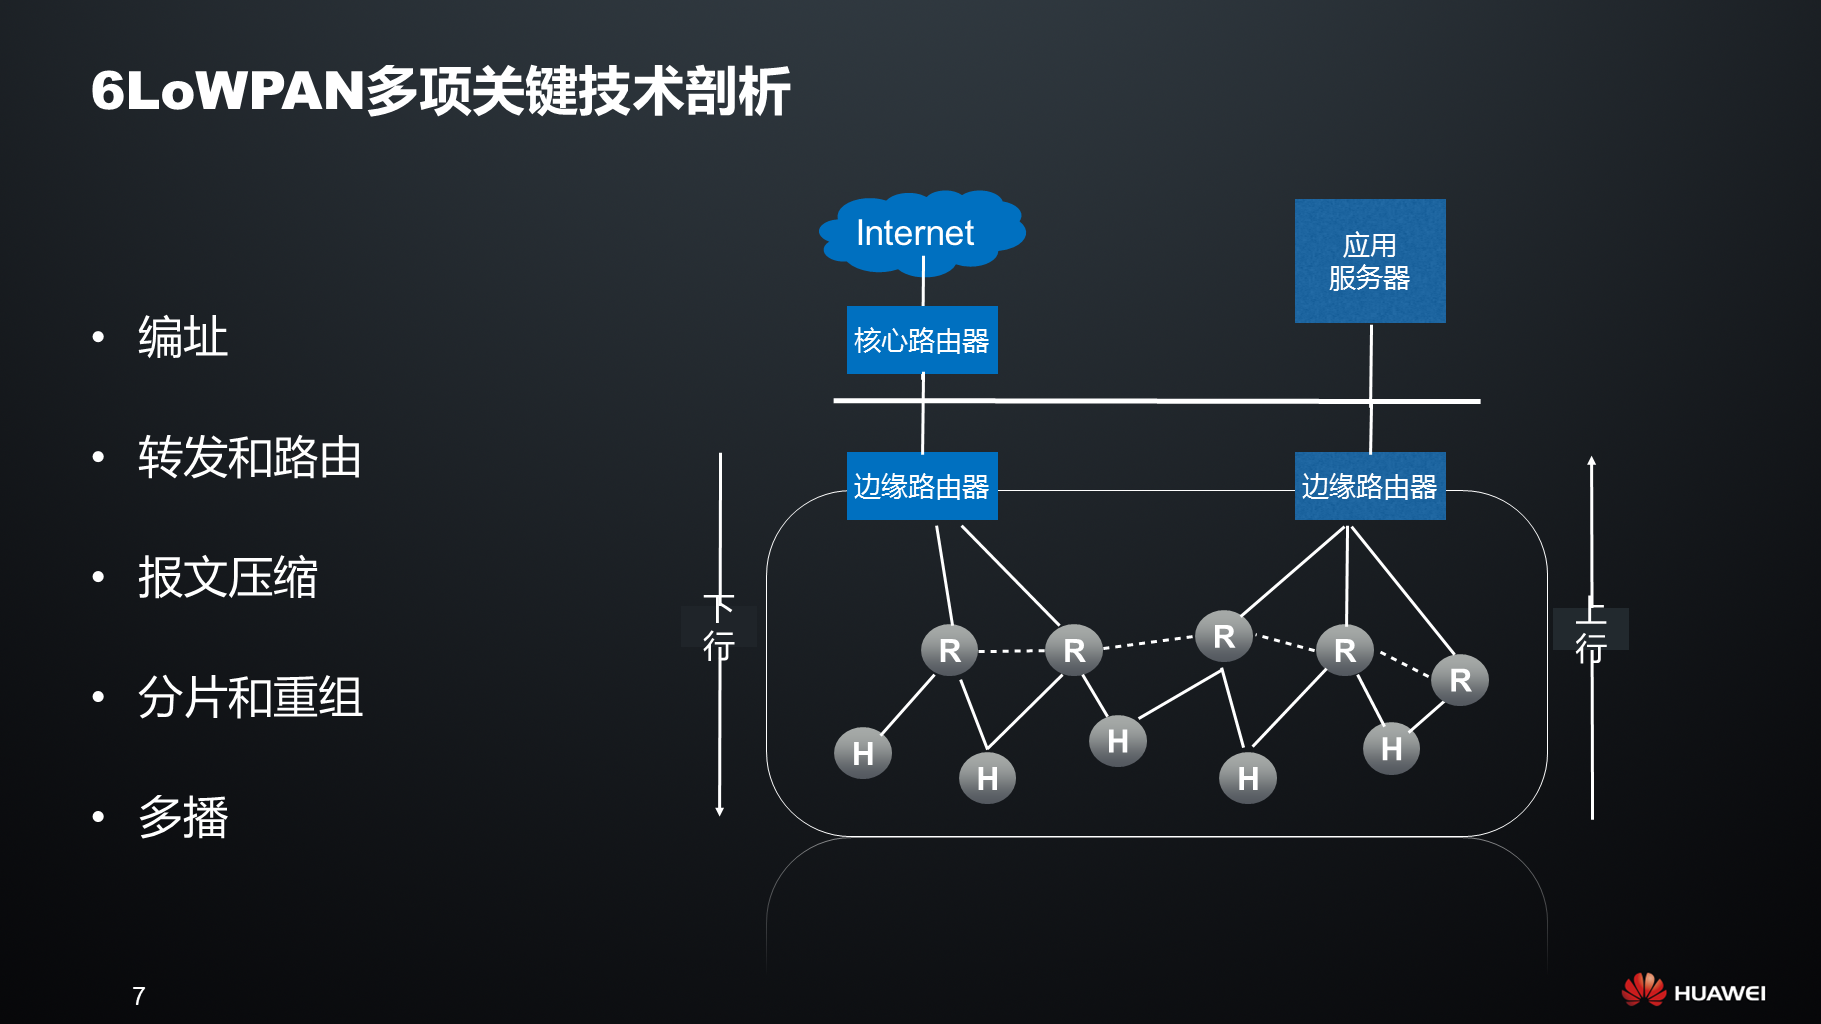 6LoWPAN多项关键技术剖析
• 编址
• 转发和路由
• 报文压缩
• 分片和重组
• 多播
Internet
应用
服务器
核心路由器
边缘路由器
边缘路由器
下
行
上
行
R
R
R
R
R
H
H
H
H
H
7
HUAWEI